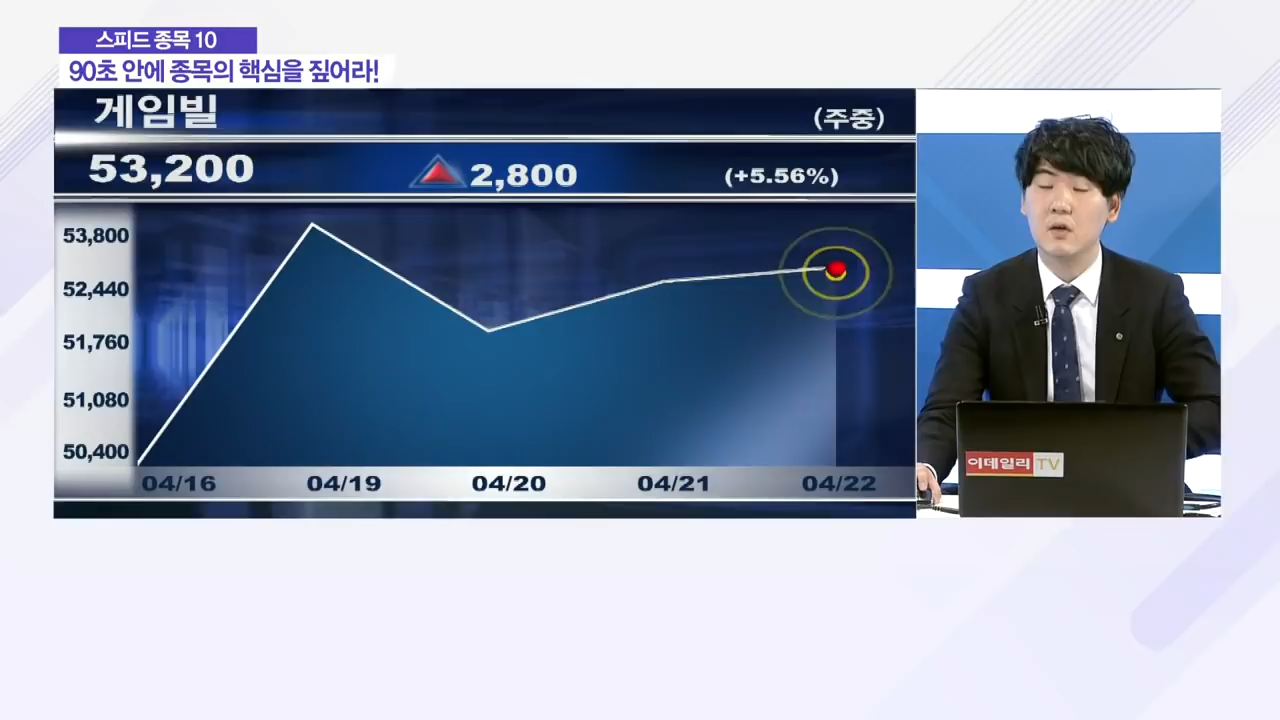 스피드 종목 10
90초 안에 종목의 핵심을 짚어라!
게임빌
(주중)
53,200
2,800
(+5.56%)
53,800
52,440
51,760
51,080
50,400
04/16
04/19
04/20
04/21
04/22
이데일리 TV